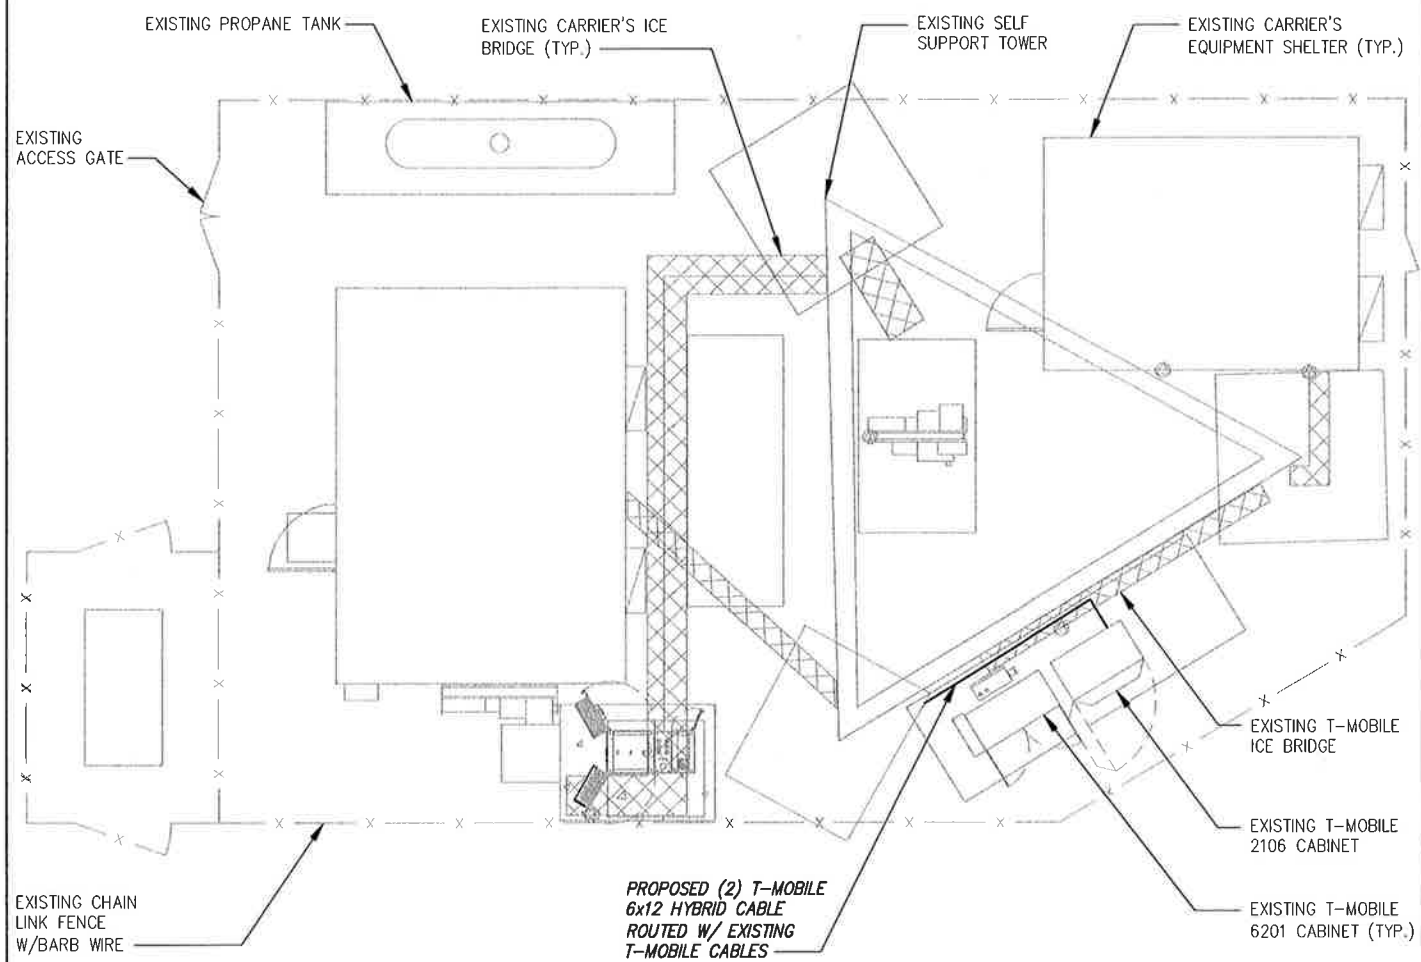 EXISTING PROPANE TANK
EXISTING CARRIER'S ICE
BRIDGE (TYP.)
EXISTING SELF
SUPPORT TOWER
EXISTING CARRIER'S
EQUIPMENT SHELTER (TYP.)
EXISTING
ACCESS GATE
EXISTING T-MOBILE
ICE BRIDGE
EXISTING T-MOBILE
2106 CABINET
EXISTING T-MOBILE
6201 CABINET (TYP.)
PROPOSED (2) T-MOBILE
6x12 HYBRID CABLE
ROUTED W/ EXISTING
T-MOBILE CABLES
EXISTING CHAIN
LINK FENCE
W/BARB WIRE